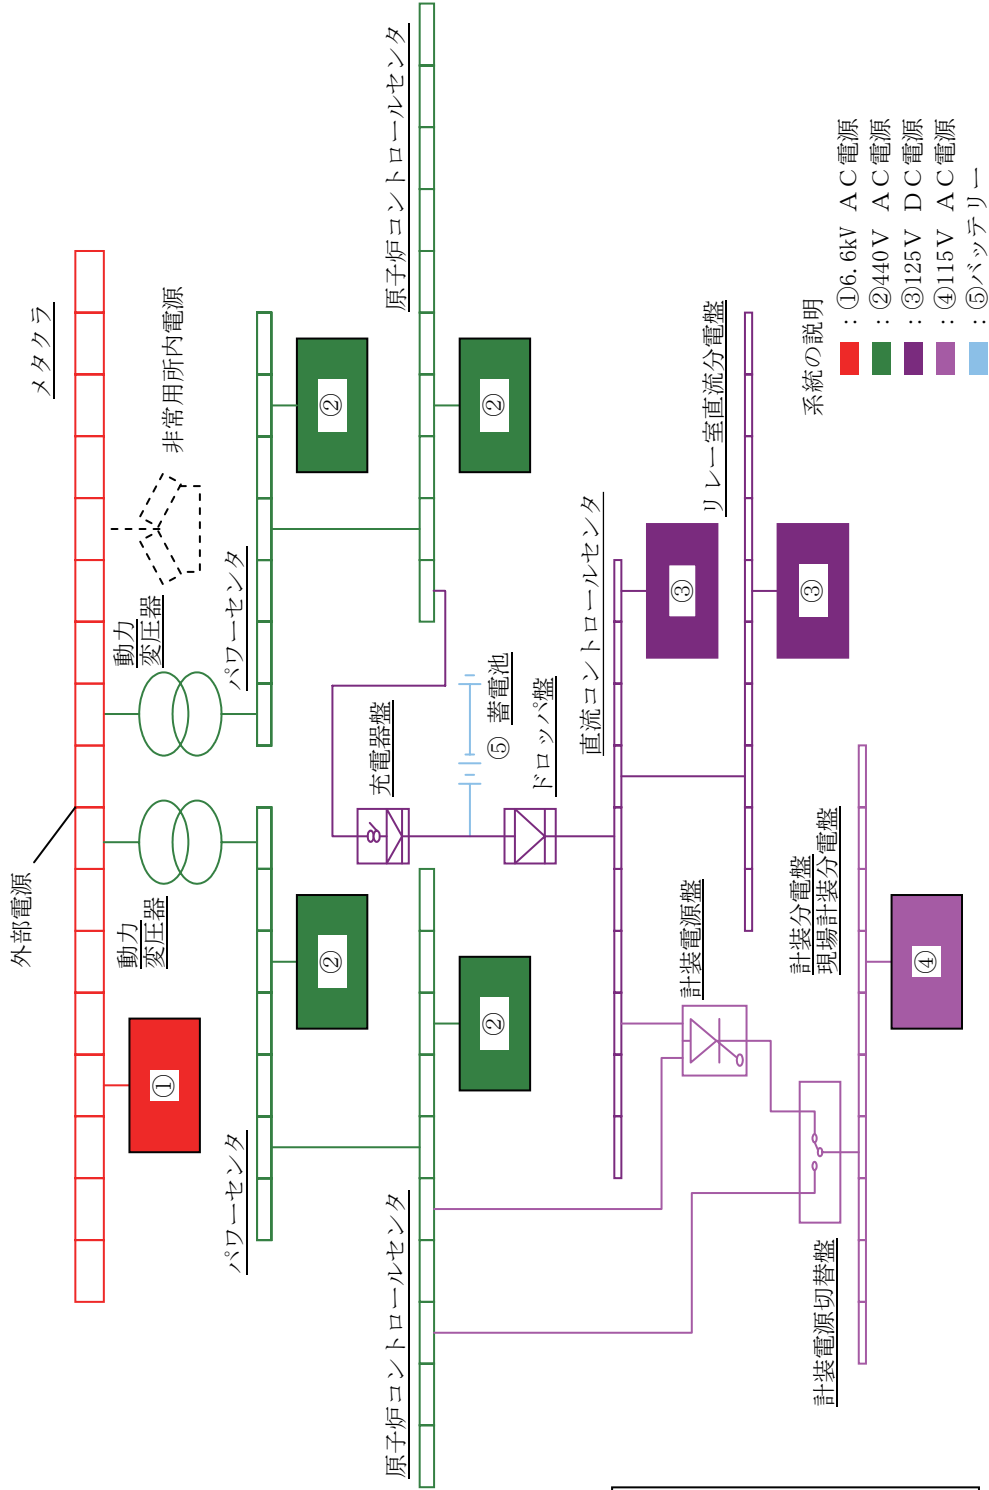 外部電源
メタクラ
動力
変圧器
動力
変圧器
非常用所内電源
①
パワーセンタ
パワーセンタ
②
②
充電器盤
原子炉コントロールセンタ
原子炉コントロールセンタ
②
②
⑤ 蓄電池
ドロッパ盤
直流コントロールセンタ
計装電源盤
③
リレー室直流分電盤
③
計装分電盤
現場計装分電盤
計装電源切替盤
④
系統の説明
：①6.6kV ＡＣ電源
：②440V ＡＣ電源
：③125V ＤＣ電源
：④115V ＡＣ電源
：⑤バッテリー